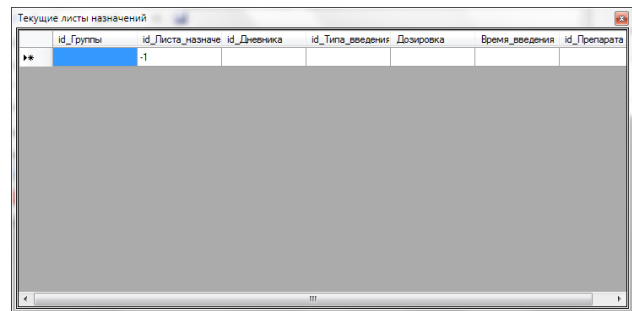 Текущие листы назначений
id_Группы id_Листа_назначе id_Дневника id_Типа_введения Дозировка Время_введения id_Препарата
-1